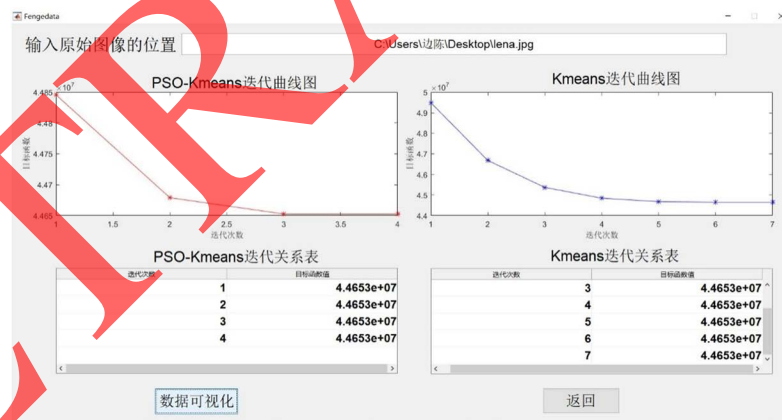 Fengedata
输入原始图像的位置
C:\Users\边陈\Desktop\lena.jpg
PSO-Kmeans迭代曲线图
×10⁷
4.485
4.48
4.475
4.47
4.465
目标函数
1 1.5 2 2.5 3 3.5 4
迭代次数
Kmeans迭代曲线图
×10⁷
5
4.9
4.8
4.7
4.6
4.5
4.4
目标函数
1 2 3 4 5 6 7
迭代次数
PSO-Kmeans迭代关系表
迭代次数 目标函数值
1 4.4653e+07
2 4.4653e+07
3 4.4653e+07
4 4.4653e+07
Kmeans迭代关系表
迭代次数 目标函数值
3 4.4653e+07
4 4.4653e+07
5 4.4653e+07
6 4.4653e+07
7 4.4653e+07
数据可视化
返回